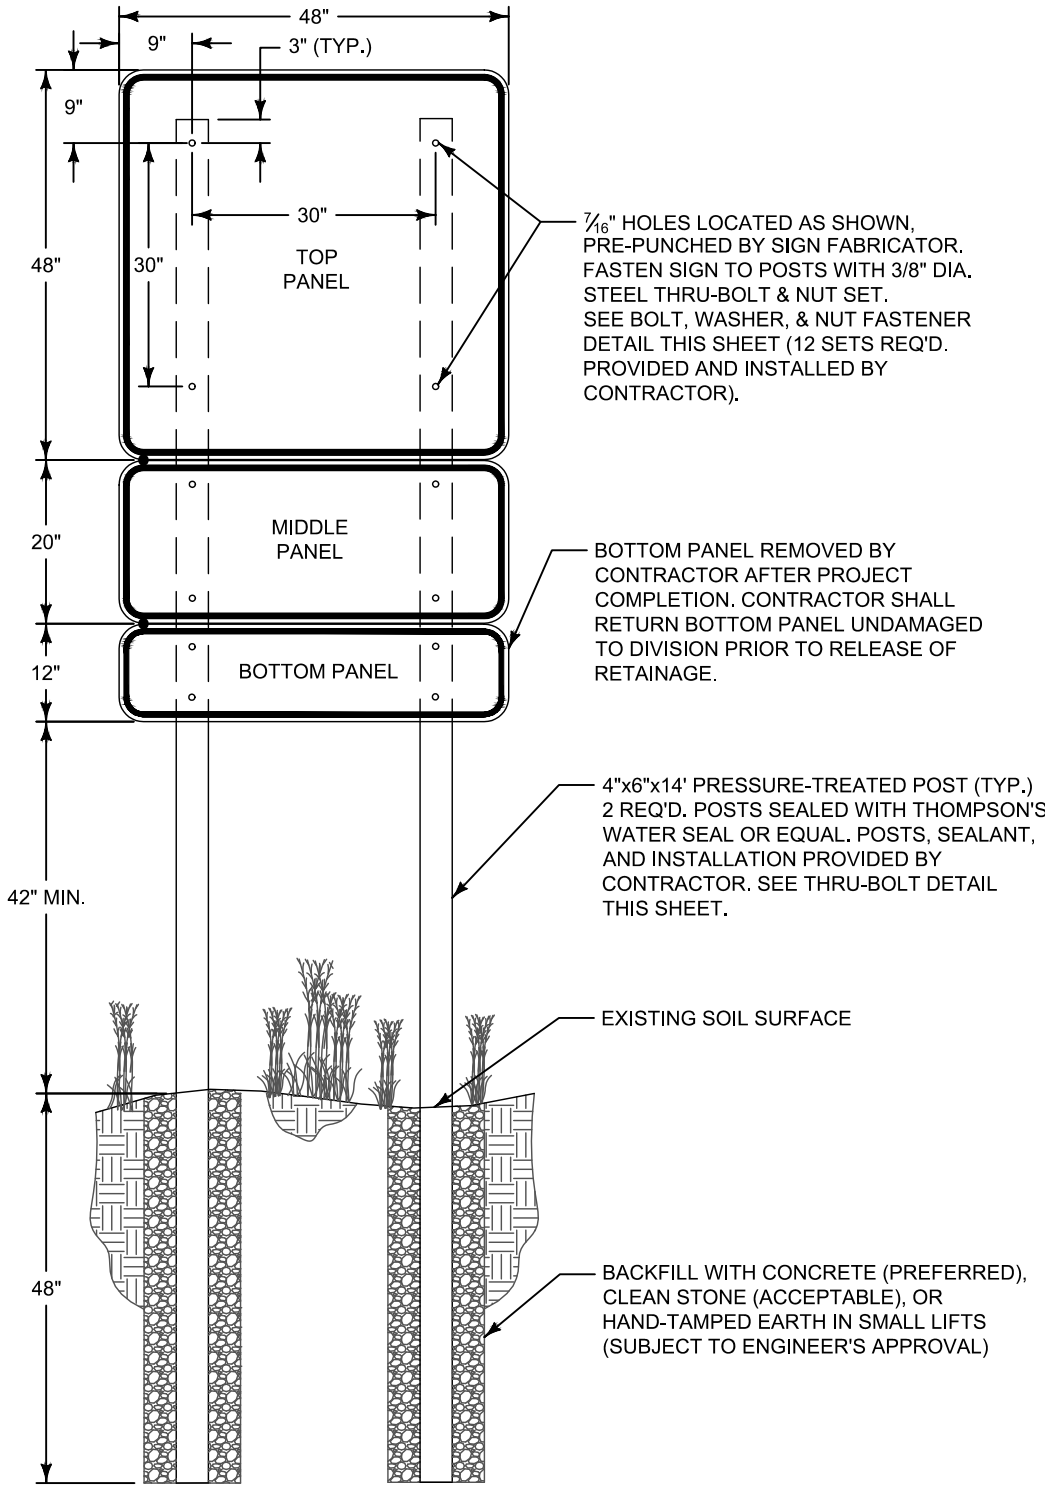 48"
9"
3" (TYP.)
9"
30"
48"
30"
TOP
PANEL
7/16" HOLES LOCATED AS SHOWN,
PRE-PUNCHED BY SIGN FABRICATOR.
FASTEN SIGN TO POSTS WITH 3/8" DIA.
STEEL THRU-BOLT & NUT SET.
SEE BOLT, WASHER, & NUT FASTENER
DETAIL THIS SHEET (12 SETS REQ'D.
PROVIDED AND INSTALLED BY
CONTRACTOR).
20"
MIDDLE
PANEL
BOTTOM PANEL REMOVED BY
CONTRACTOR AFTER PROJECT
COMPLETION. CONTRACTOR SHALL
RETURN BOTTOM PANEL UNDAMAGED
TO DIVISION PRIOR TO RELEASE OF
RETAINAGE.
12"
BOTTOM PANEL
4"x6"x14' PRESSURE-TREATED POST (TYP.)
2 REQ'D. POSTS SEALED WITH THOMPSON'S
WATER SEAL OR EQUAL. POSTS, SEALANT,
AND INSTALLATION PROVIDED BY
CONTRACTOR. SEE THRU-BOLT DETAIL
THIS SHEET.
42" MIN.
EXISTING SOIL SURFACE
48"
BACKFILL WITH CONCRETE (PREFERRED),
CLEAN STONE (ACCEPTABLE), OR
HAND-TAMPED EARTH IN SMALL LIFTS
(SUBJECT TO ENGINEER'S APPROVAL)